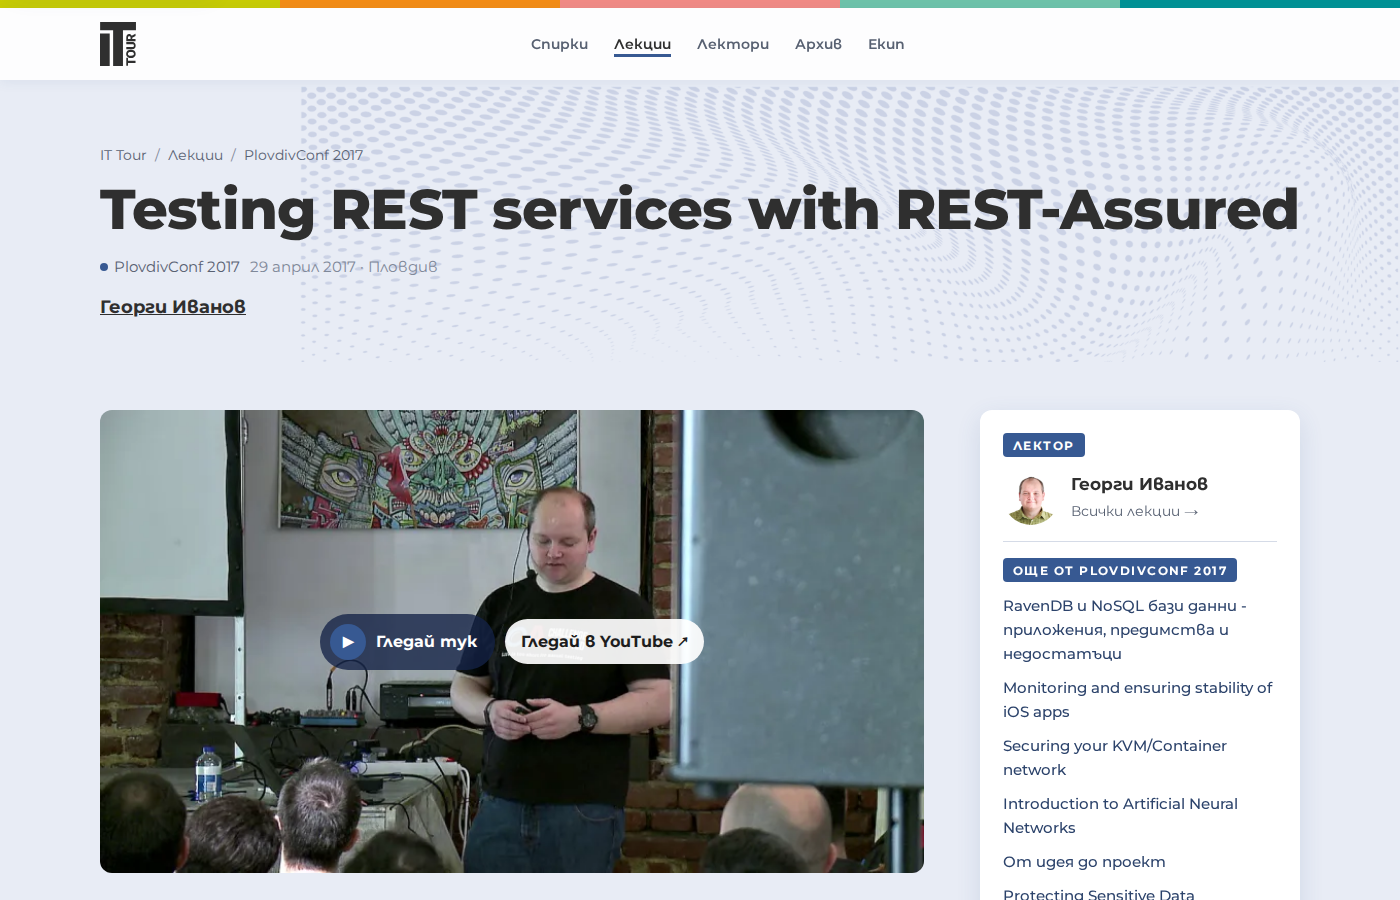 iT TOUR
Спирки
Лекции
Лектори
Архив
Екип
IT Tour / Лекции / PlovdivConf 2017
Testing REST services with REST-Assured
PlovdivConf 2017 29 април 2017 · Пловдив
Георги Иванов
Гледай тук
Гледай в YouTube ↗
ЛЕКТОР
Георги Иванов
Всички лекции →
ОЩЕ ОТ PLOVDIVCONF 2017
RavenDB и NoSQL бази данни -
приложения, предимства и
недостатъци
Monitoring and ensuring stability of
iOS apps
Securing your KVM/Container
network
Introduction to Artificial Neural
Networks
От идея до проект
Protecting Sensitive Data